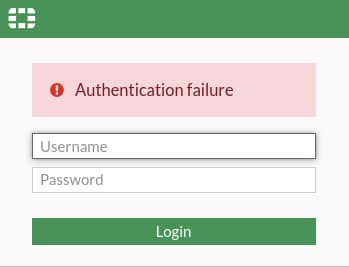 Authentication failure
Username
Password
Login